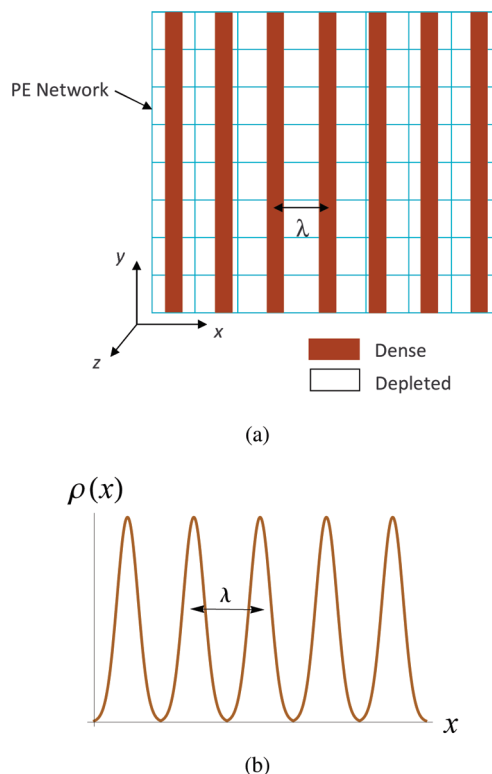 PE Network
λ
y
x
z
Dense
Depleted
(a)
ρ(x)
λ
x
(b)